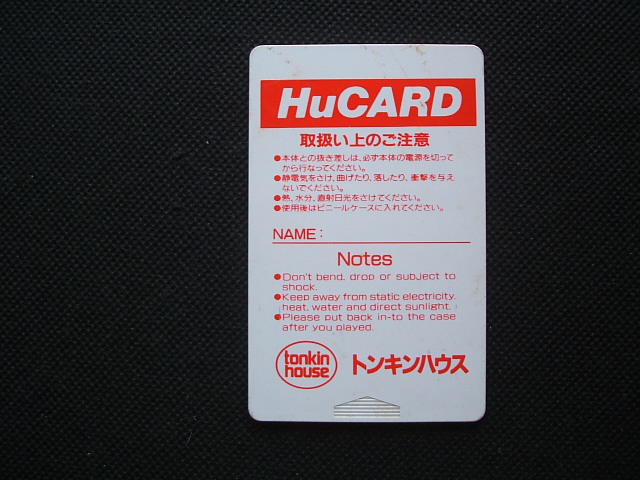 HuCARD
取扱い上のご注意
●本体との抜き差しは、必ず本体の電源を切って
から行なってください。
●静電気をさけ、曲げたり、落したり、衝撃を与え
ないでください。
●熱、水分、直射日光をさけてください。
●使用後はビニールケースに入れてください。
NAME:
Notes
●Don't bend, drop or subject to
shock.
●Keep away from static electricity,
heat, water and direct sunlight.
●Please put back in-to the case
after you played.
tonkin
house
トンキンハウス